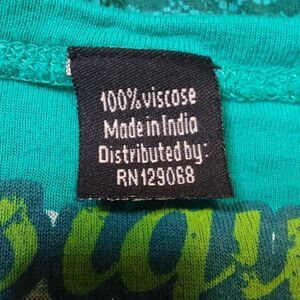 100% viscose
Made in India
Distributed by:
RN129068